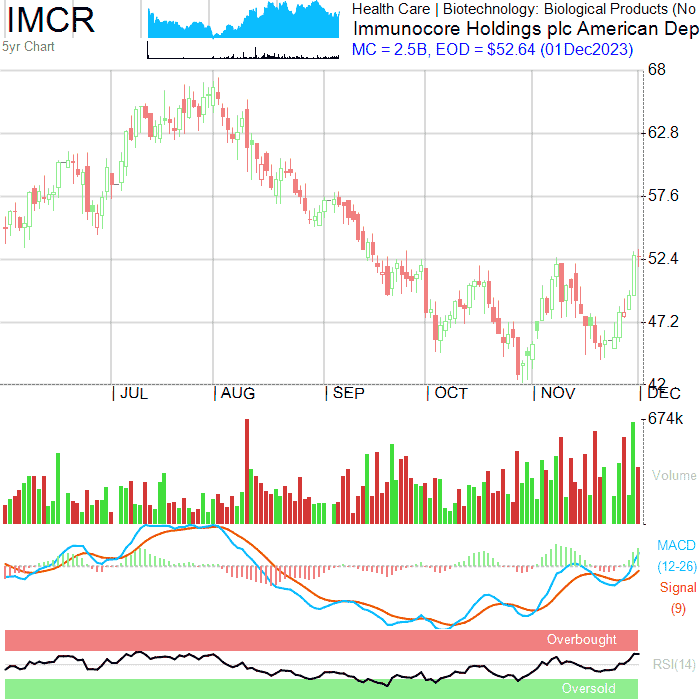 IMCR
5yr Chart
Health Care | Biotechnology: Biological Products (No
Immunocore Holdings plc American Dep
MC = 2.5B, EOD = $52.64 (01Dec2023)
68
62.8
57.6
52.4
47.2
42
| JUL | AUG | SEP | OCT | NOV | DEC
674k
Volume
MACD
(12-26)
Signal
(9)
Overbought
RSI(14)
Oversold